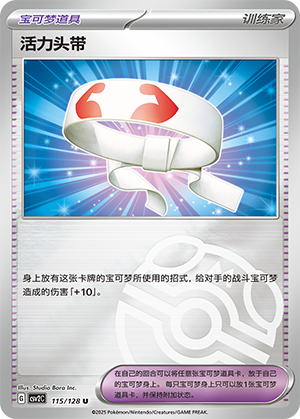 宝可梦道具
训练家
活力头带
身上放有这张卡牌的宝可梦所使用的招式，给对手的战斗宝可梦
造成的伤害「+10」。
在自己的回合可以将任意张宝可梦道具卡，放于自己
的宝可梦身上。每只宝可梦身上只可以放1张宝可梦
道具卡，并保持附加状态。
Illus. Studio Bora Inc.
G CSV2C 115/128 U
©2025 Pokémon/Nintendo/Creatures/GAME FREAK.